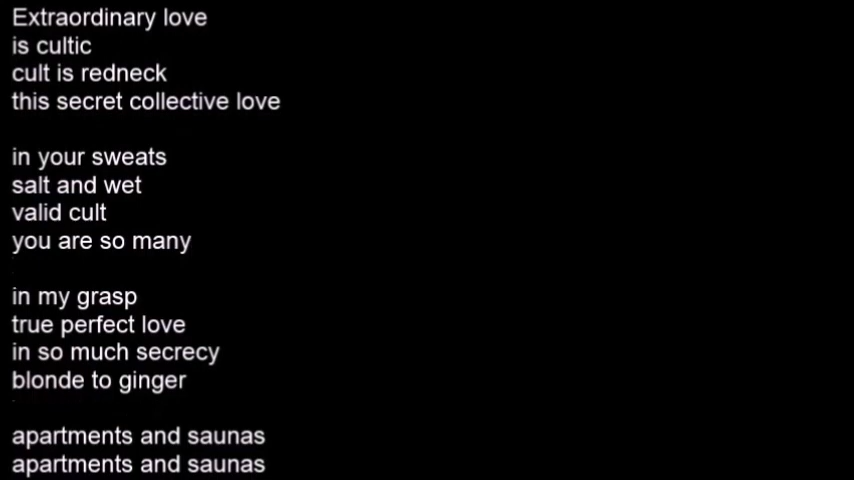 Extraordinary love
is cultic
cult is redneck
this secret collective love
in your sweats
salt and wet
valid cult
you are so many
in my grasp
true perfect love
in so much secrecy
blonde to ginger
apartments and saunas
apartments and saunas